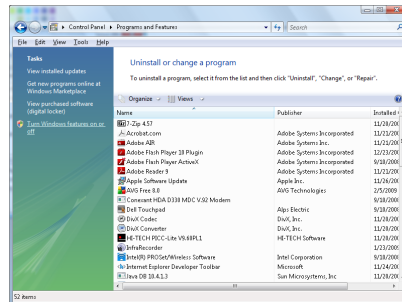 Control Panel ▸ Programs and Features
Search
File Edit View Tools Help
Tasks
View installed updates
Get new programs online at
Windows Marketplace
View purchased software
(digital locker)
Turn Windows features on or
off
Uninstall or change a program
To uninstall a program, select it from the list and then click "Uninstall", "Change", or "Repair".
Organize Views
Name Publisher Installed
7-Zip 4.57 11/28/200
Acrobat.com Adobe Systems Incorporated 11/21/200
Adobe AIR Adobe Systems Inc. 11/21/200
Adobe Flash Player 10 Plugin Adobe Systems Incorporated 12/23/200
Adobe Flash Player ActiveX Adobe Systems Incorporated 9/18/2008
Adobe Reader 9 Adobe Systems Incorporated 11/21/200
Apple Software Update Apple Inc. 11/26/200
AVG Free 8.0 AVG Technologies 2/5/2009
Conexant HDA D330 MDC V.92 Modem 9/18/2008
Dell Touchpad Alps Electric 9/18/2008
DivX Codec DivX, Inc. 11/28/200
DivX Converter DivX, Inc. 11/28/200
HI-TECH PICC-Lite V9.60PL1 HI-TECH Software 11/28/200
InfraRecorder 1/23/2009
Intel(R) PROSet/Wireless Software Intel Corporation 9/18/2008
Internet Explorer Developer Toolbar Microsoft 11/24/200
Java DB 10.4.1.3 Sun Microsystems, Inc 11/28/200
52 items